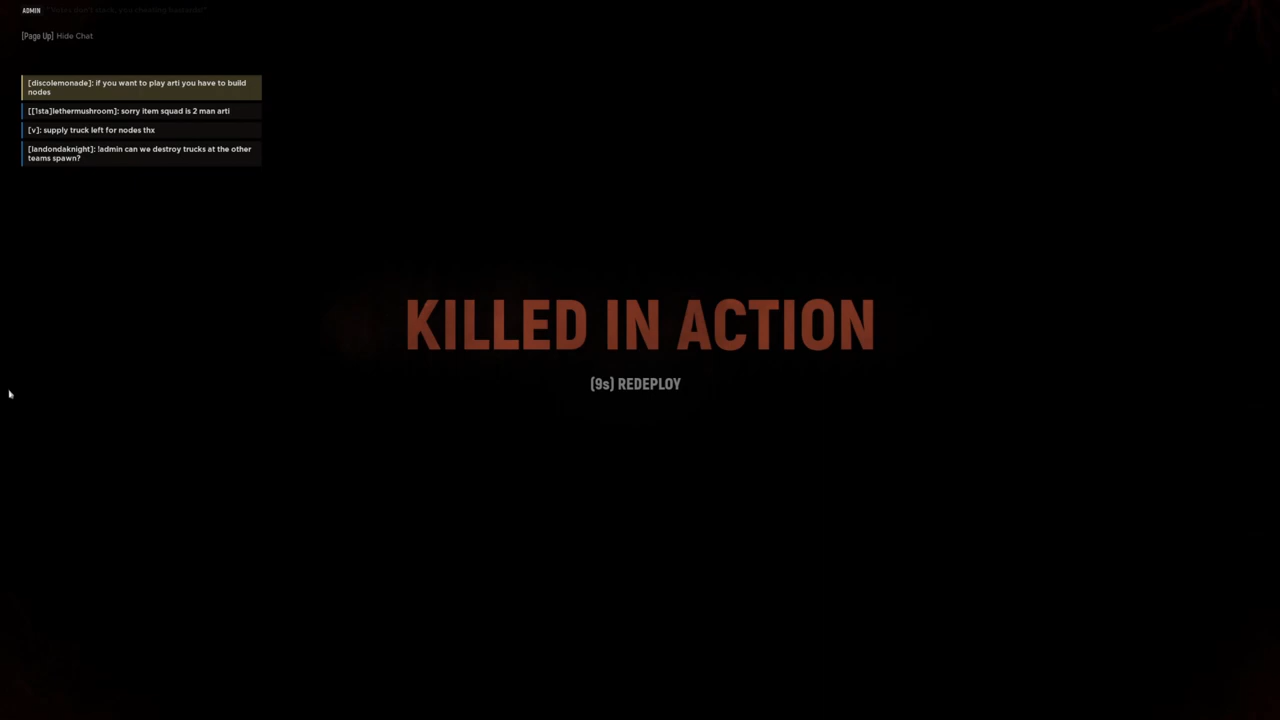 ADMIN
[Page Up] Hide Chat
[discolemonade]: if you want to play arti you have to build
nodes
[[1sta]lethermushroom]: sorry item squad is 2 man arti
[v]: supply truck left for nodes thx
[landondaknight]: !admin can we destroy trucks at the other
teams spawn?
KILLED IN ACTION
(9s) REDEPLOY